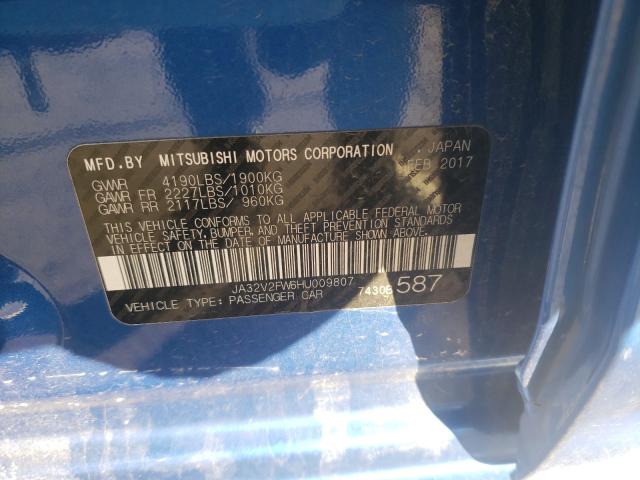 MFD.BY MITSUBISHI MOTORS CORPORATION, JAPAN
GVWR 4190LBS/1900KG FEB 2017
GAWR FR 2227LBS/1010KG
GAWR RR 2117LBS/ 960KG
VEHICLE CONFORMS TO ALL APPLICABLE FEDERAL MOTOR
VEHICLE SAFETY,BUMPER,AND THEFT PREVENTION STANDARDS
IN EFFECT ON THE DATE OF MANUFACTURE SHOWN ABOVE.
JA32V2FW6HU009807
VEHICLE TYPE: PASSENGER CAR 587